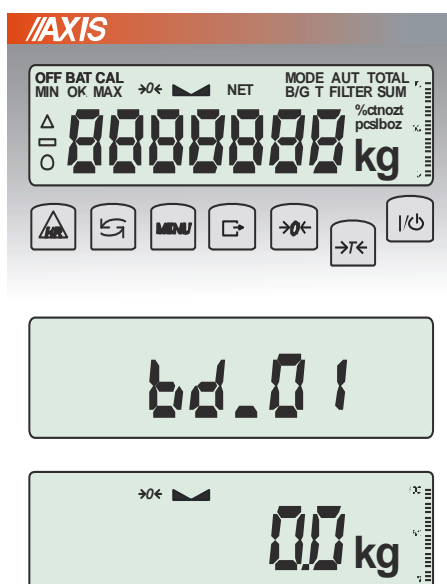 //AXIS
OFF BAT CAL MODE AUT TOTAL
MIN OK MAX →0← NET B/G T FILTER SUM
%ctnozt
pcslboz
8888888 kg
HR MENU →0← →T← I/⏻
bd_01
→0←
0.0 kg